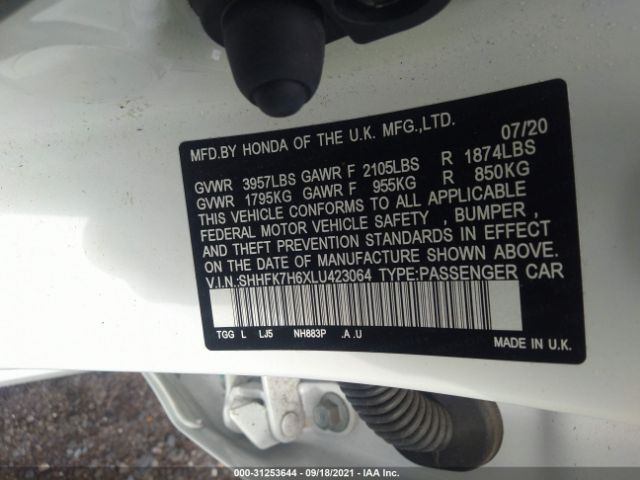 MFD.BY HONDA OF THE U.K. MFG.,LTD. 07/20
GVWR 3957LBS GAWR F 2105LBS R 1874LBS
GVWR 1795KG GAWR F 955KG R 850KG
THIS VEHICLE CONFORMS TO ALL APPLICABLE
FEDERAL MOTOR VEHICLE SAFETY , BUMPER ,
AND THEFT PREVENTION STANDARDS IN EFFECT
ON THE DATE OF MANUFACTURE SHOWN ABOVE.
V.I.N.:SHHFK7H6XLU423064 TYPE:PASSENGER CAR
TGG L LJ5 NH883P .A.U
MADE IN U.K.
000-31253644 - 09/18/2021 - IAA Inc.